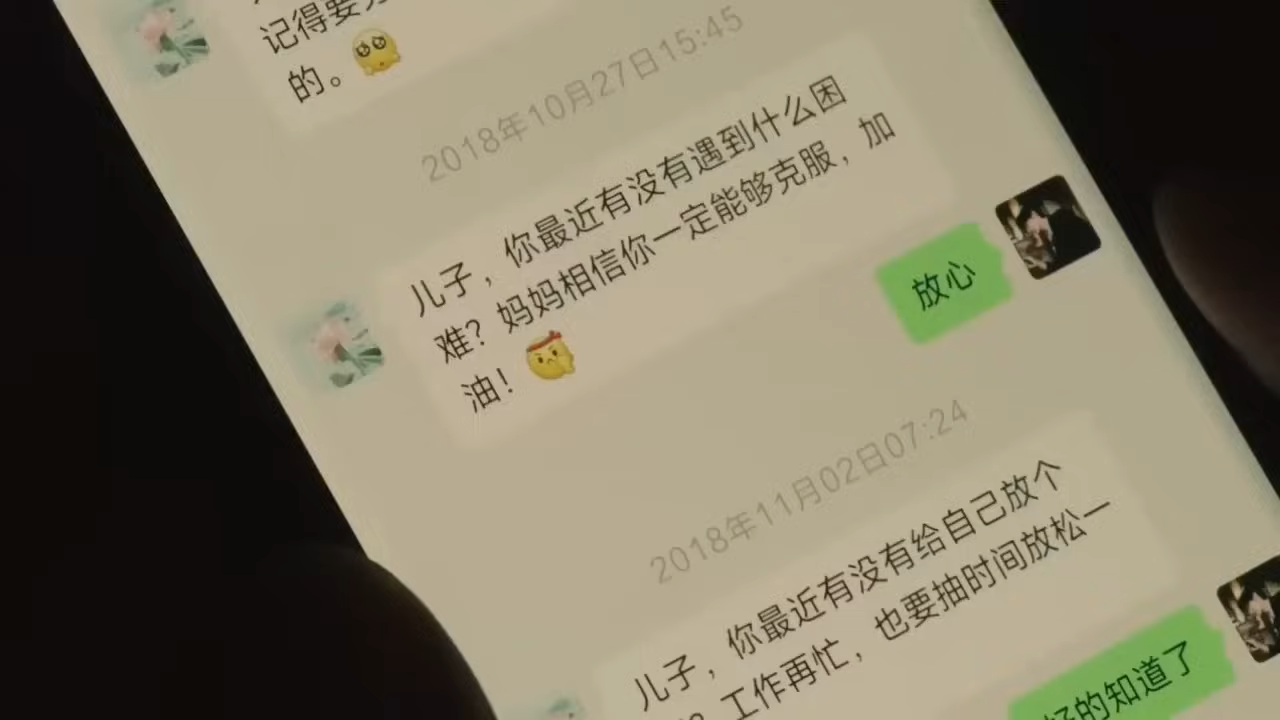 记得要
的。
2018年10月27日15:45
儿子，你最近有没有遇到什么困
难？妈妈相信你一定能够克服，加
油！
放心
2018年11月02日07:24
儿子，你最近有没有给自己放个
？工作再忙，也要抽时间放松一
好的知道了